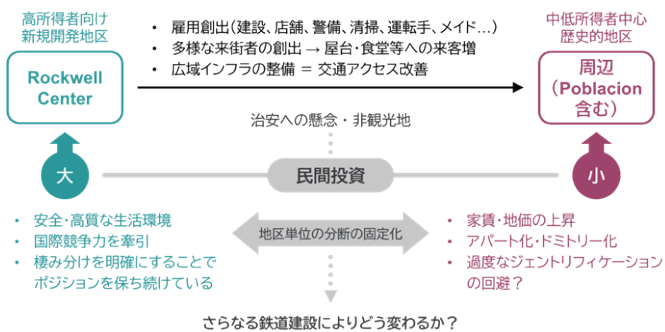 高所得者向け
新規開発地区
Rockwell
Center
• 雇用創出（建設、店舗、警備、清掃、運転手、メイド…）
• 多様な来街者の創出 → 屋台・食堂等への来客増
• 広域インフラの整備 ＝ 交通アクセス改善
中低所得者中心
歴史的地区
周辺
（Poblacion
含む）
治安への懸念・非観光地
大
民間投資
小
• 安全・高質な生活環境
• 国際競争力を牽引
• 棲み分けを明確にすることで
ポジションを保ち続けている
地区単位の分断の固定化
• 家賃・地価の上昇
• アパート化・ドミトリー化
• 過度なジェントリフィケーション
の回避？
さらなる鉄道建設によりどう変わるか？